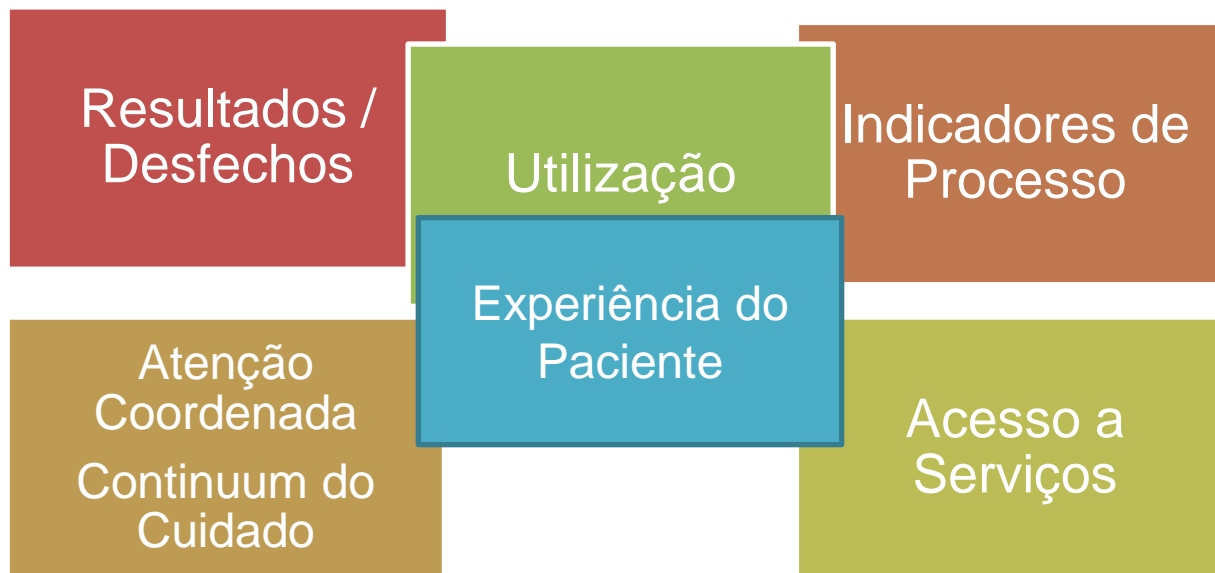 Resultados /
Desfechos
Utilização
Indicadores de
Processo
Experiência do
Paciente
Atenção
Coordenada
Continuum do
Cuidado
Acesso a
Serviços